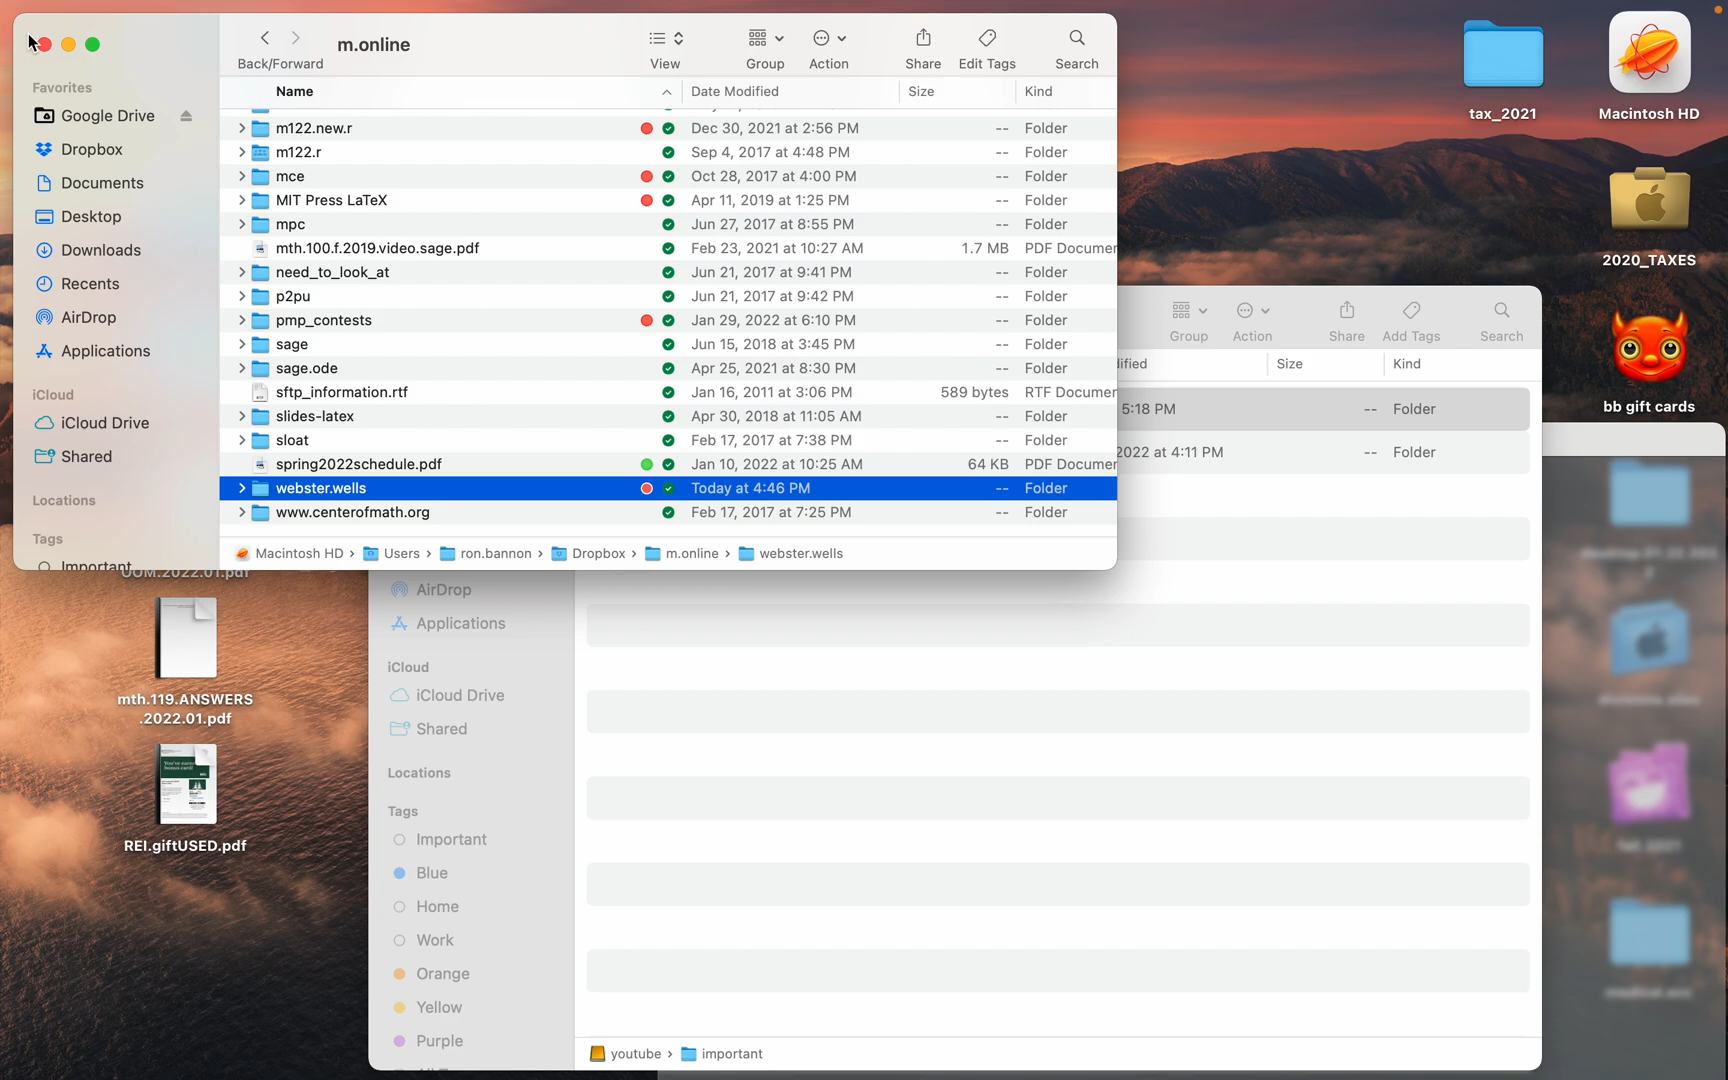 m.online
Back/Forward
View
Group
Action
Share
Edit Tags
Search
Favorites
Google Drive
Dropbox
Documents
Desktop
Downloads
Recents
AirDrop
Applications
iCloud
iCloud Drive
Shared
Locations
Tags
Important
Name Date Modified Size Kind
m122.new.r Dec 30, 2021 at 2:56 PM -- Folder
m122.r Sep 4, 2017 at 4:48 PM -- Folder
mce Oct 28, 2017 at 4:00 PM -- Folder
MIT Press LaTeX Apr 11, 2019 at 1:25 PM -- Folder
mpc Jun 27, 2017 at 8:55 PM -- Folder
mth.100.f.2019.video.sage.pdf Feb 23, 2021 at 10:27 AM 1.7 MB PDF Documen
need_to_look_at Jun 21, 2017 at 9:41 PM -- Folder
p2pu Jun 21, 2017 at 9:42 PM -- Folder
pmp_contests Jan 29, 2022 at 6:10 PM -- Folder
sage Jun 15, 2018 at 3:45 PM -- Folder
sage.ode Apr 25, 2021 at 8:30 PM -- Folder
sftp_information.rtf Jan 16, 2011 at 3:06 PM 589 bytes RTF Documen
slides-latex Apr 30, 2018 at 11:05 AM -- Folder
sloat Feb 17, 2017 at 7:38 PM -- Folder
spring2022schedule.pdf Jan 10, 2022 at 10:25 AM 64 KB PDF Documen
webster.wells Today at 4:46 PM -- Folder
www.centerofmath.org Feb 17, 2017 at 7:25 PM -- Folder
Macintosh HD › Users › ron.bannon › Dropbox › m.online › webster.wells
tax_2021
Macintosh HD
2020_TAXES
bb gift cards
Group
Action
Share
Add Tags
Search
ified Size Kind
5:18 PM -- Folder
2022 at 4:11 PM -- Folder
UOM.2022.01.pdf
mth.119.ANSWERS
.2022.01.pdf
REI.giftUSED.pdf
AirDrop
Applications
iCloud
iCloud Drive
Shared
Locations
Tags
Important
Blue
Home
Work
Orange
Yellow
Purple
youtube › important